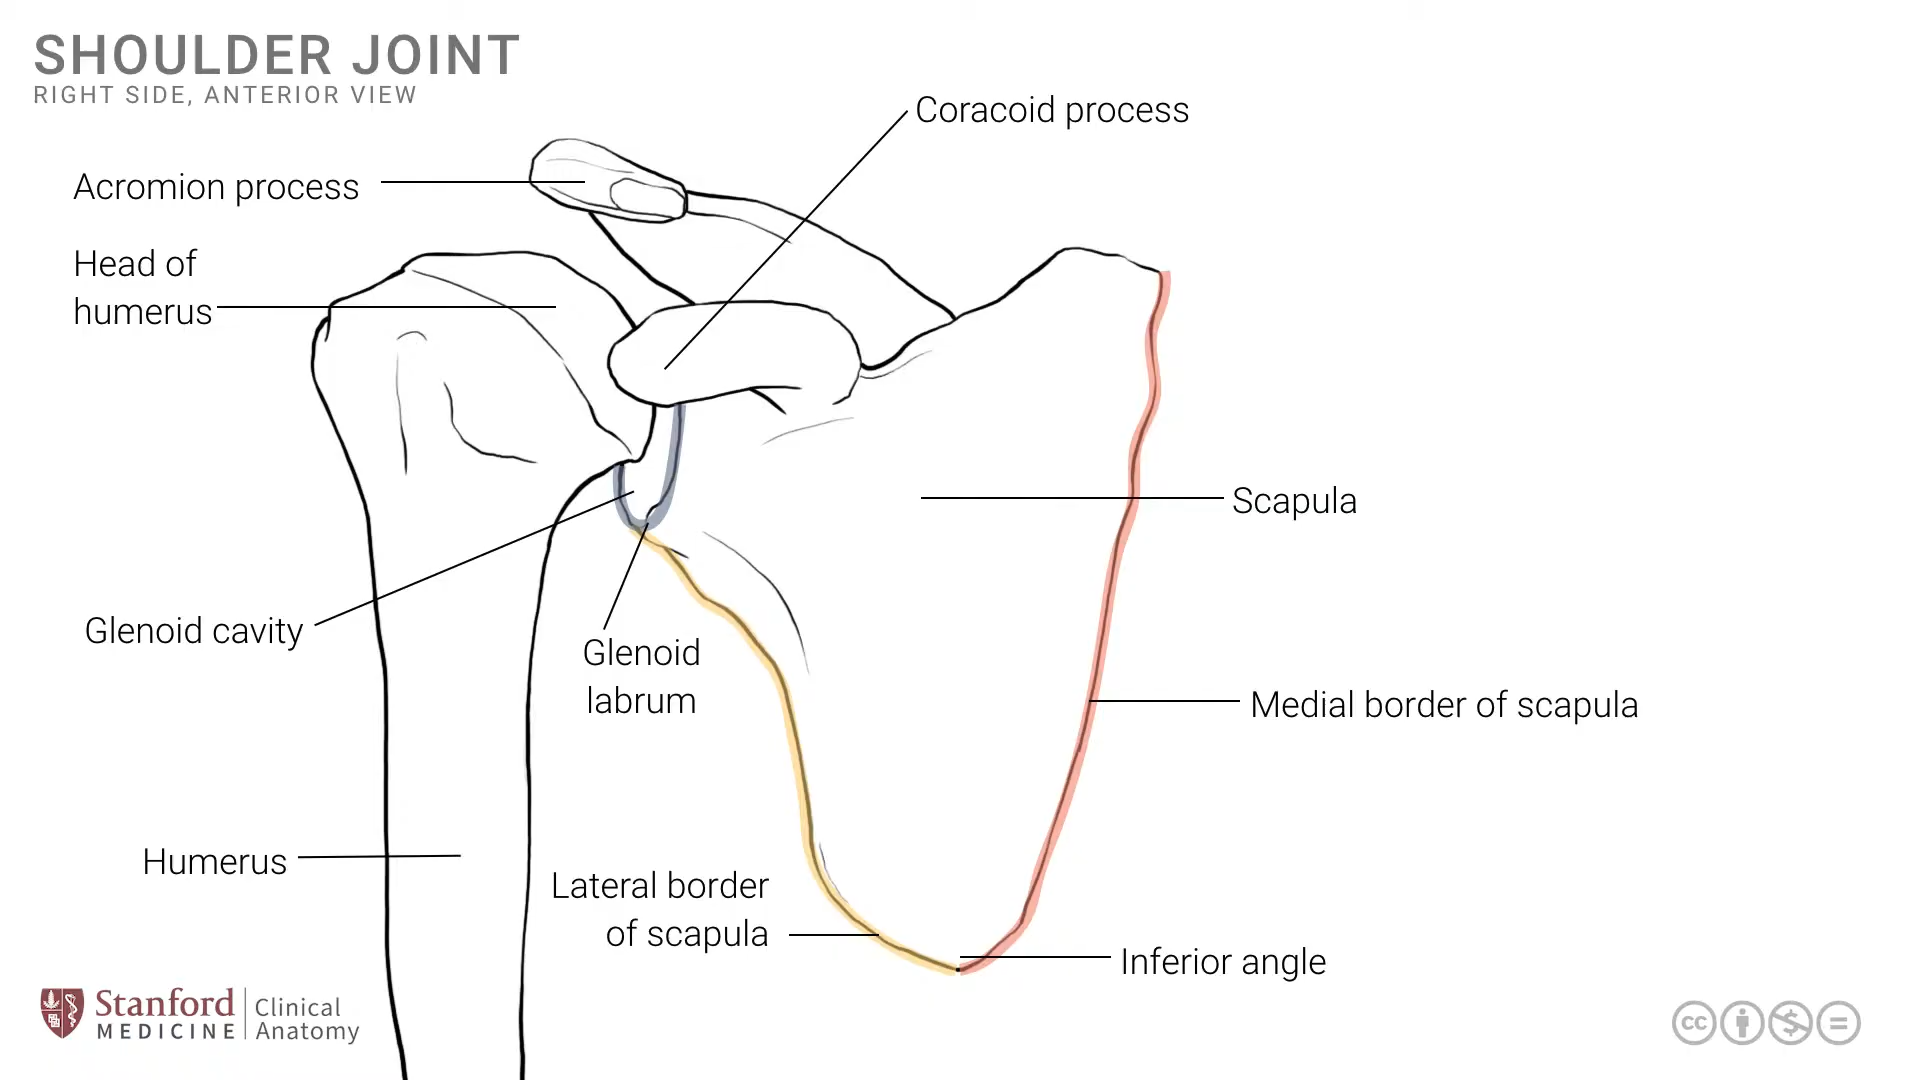 SHOULDER JOINT
RIGHT SIDE, ANTERIOR VIEW
Coracoid process
Acromion process
Head of
humerus
Scapula
Glenoid cavity
Glenoid
labrum
Medial border of scapula
Humerus
Lateral border
of scapula
Inferior angle
Stanford
MEDICINE
Clinical
Anatomy
cc